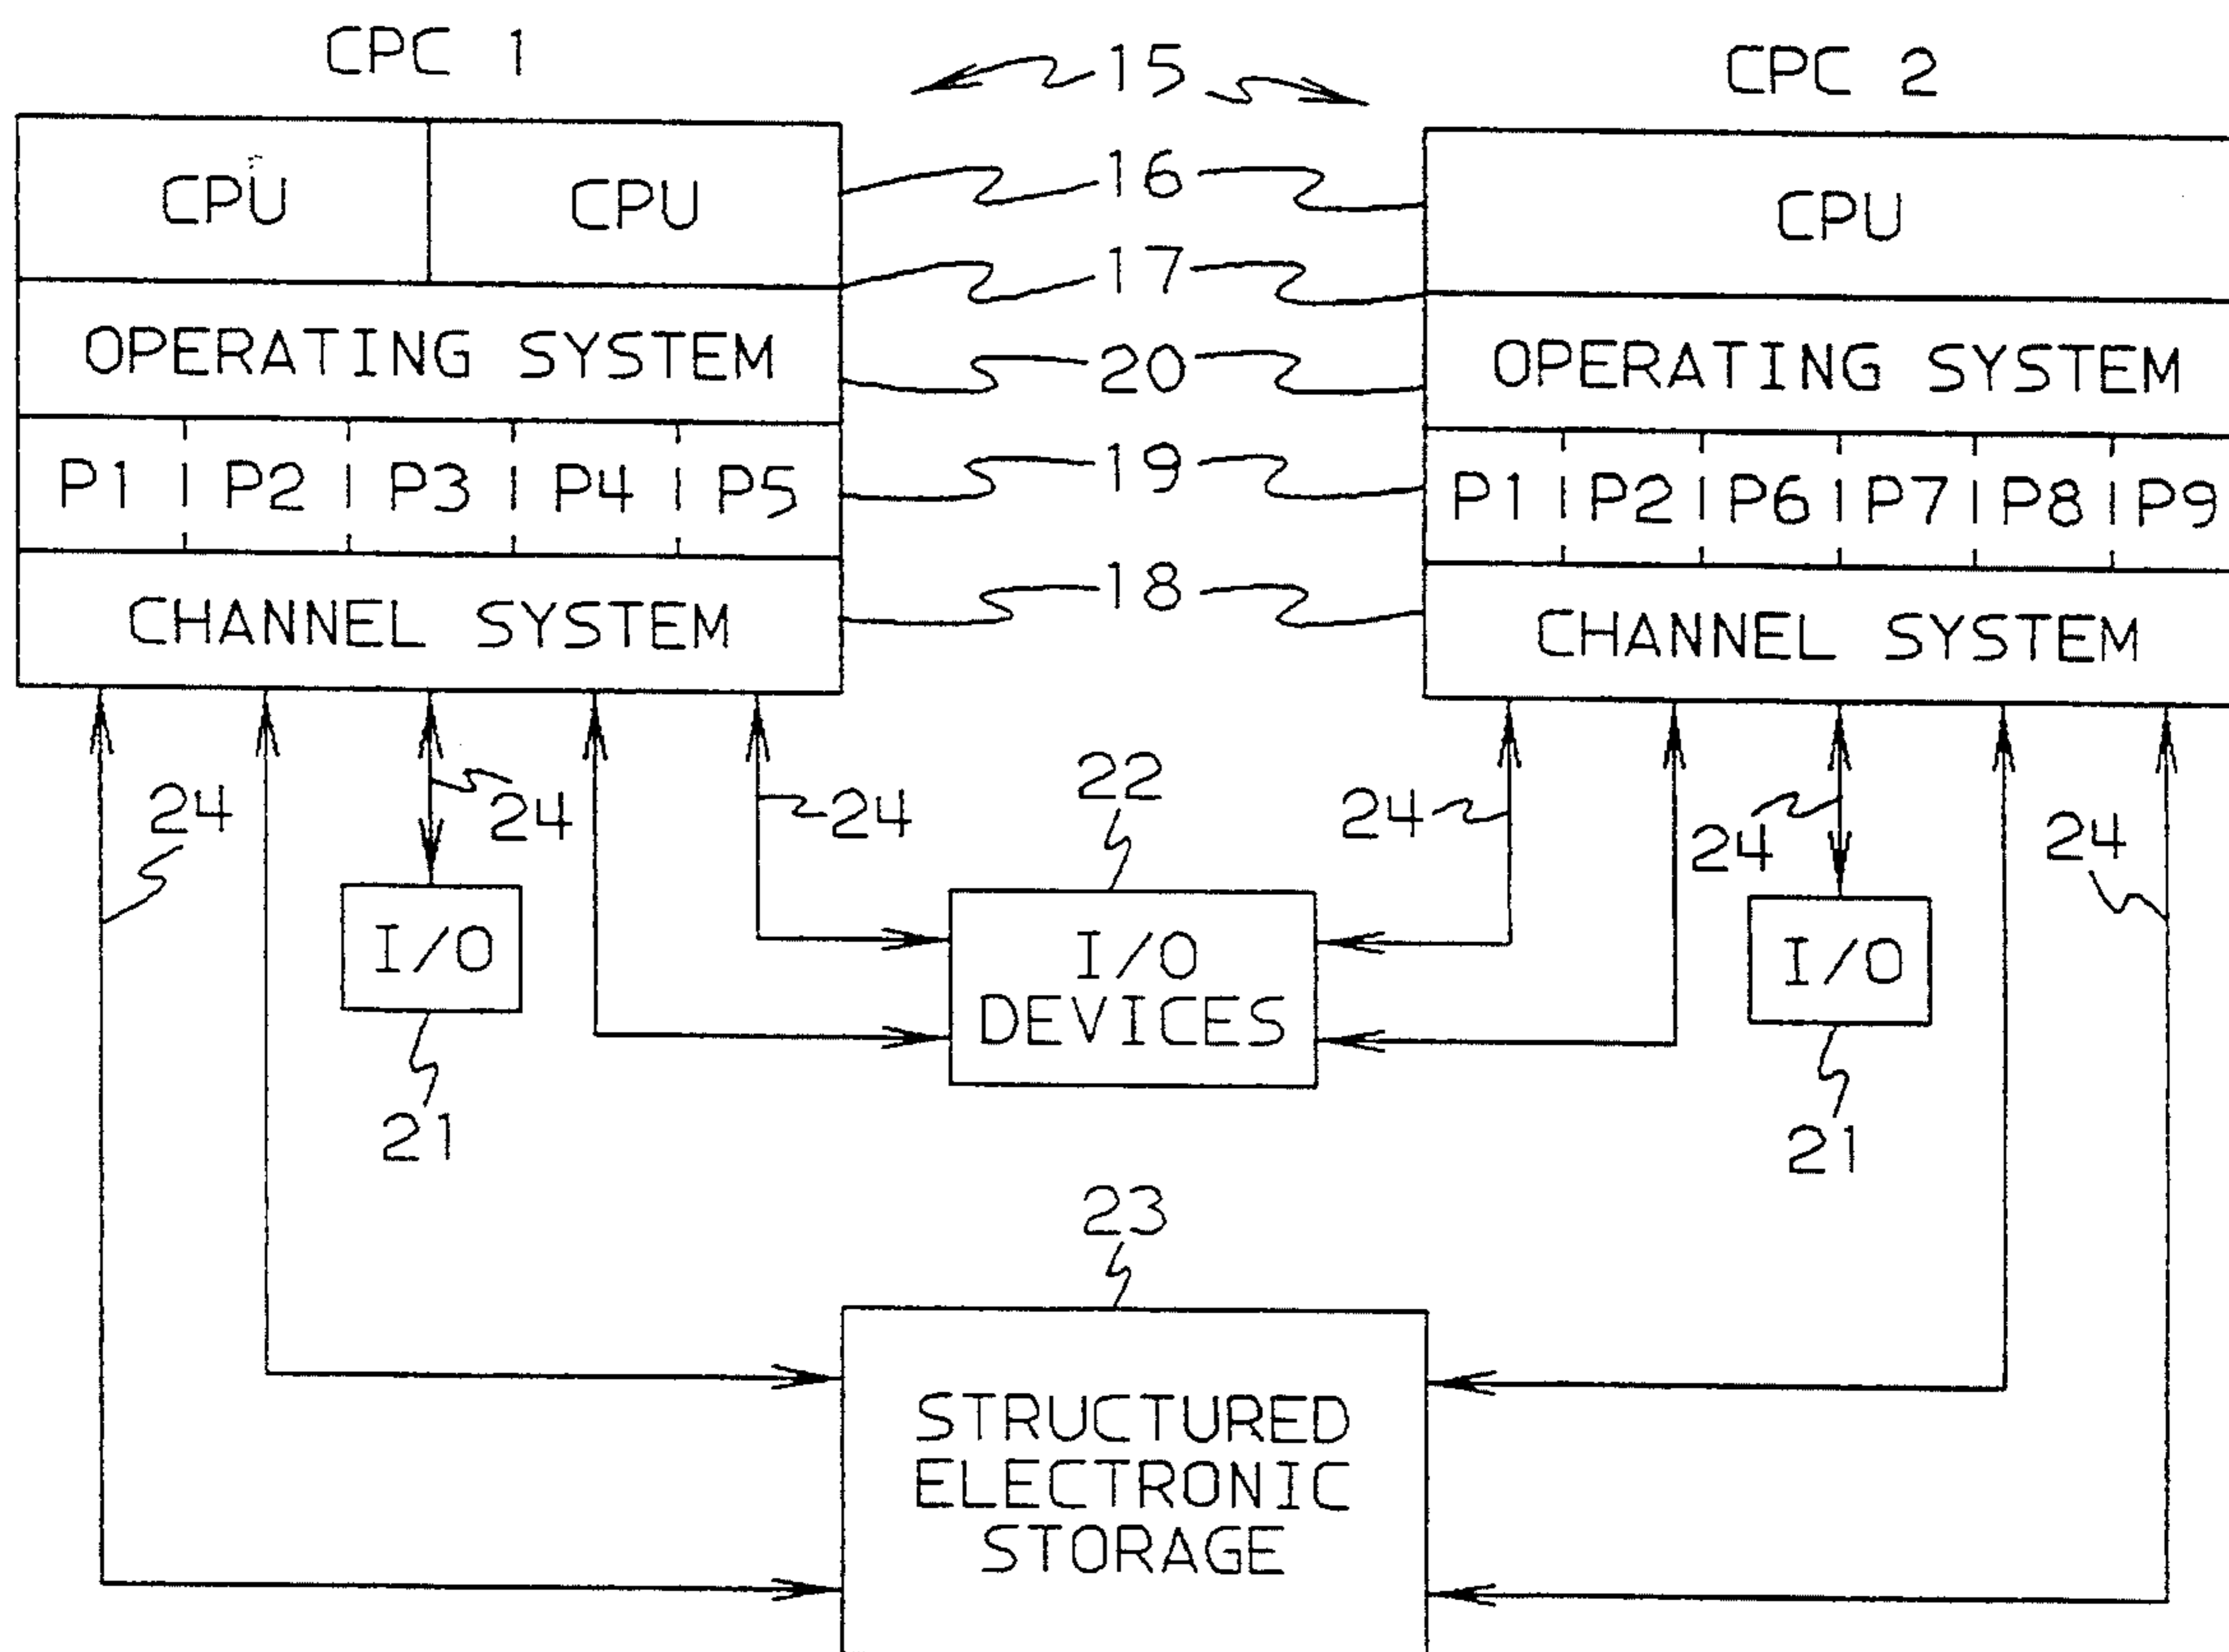 CPC 1
15
CPC 2
CPU
CPU
16
CPU
17
OPERATING SYSTEM
20
OPERATING SYSTEM
P1 P2 P3 P4 P5
19
P1 P2 P6 P7 P8 P9
CHANNEL SYSTEM
18
CHANNEL SYSTEM
24
24
24
22
24
24
24
I/O
I/O
DEVICES
I/O
21
21
23
STRUCTURED
ELECTRONIC
STORAGE